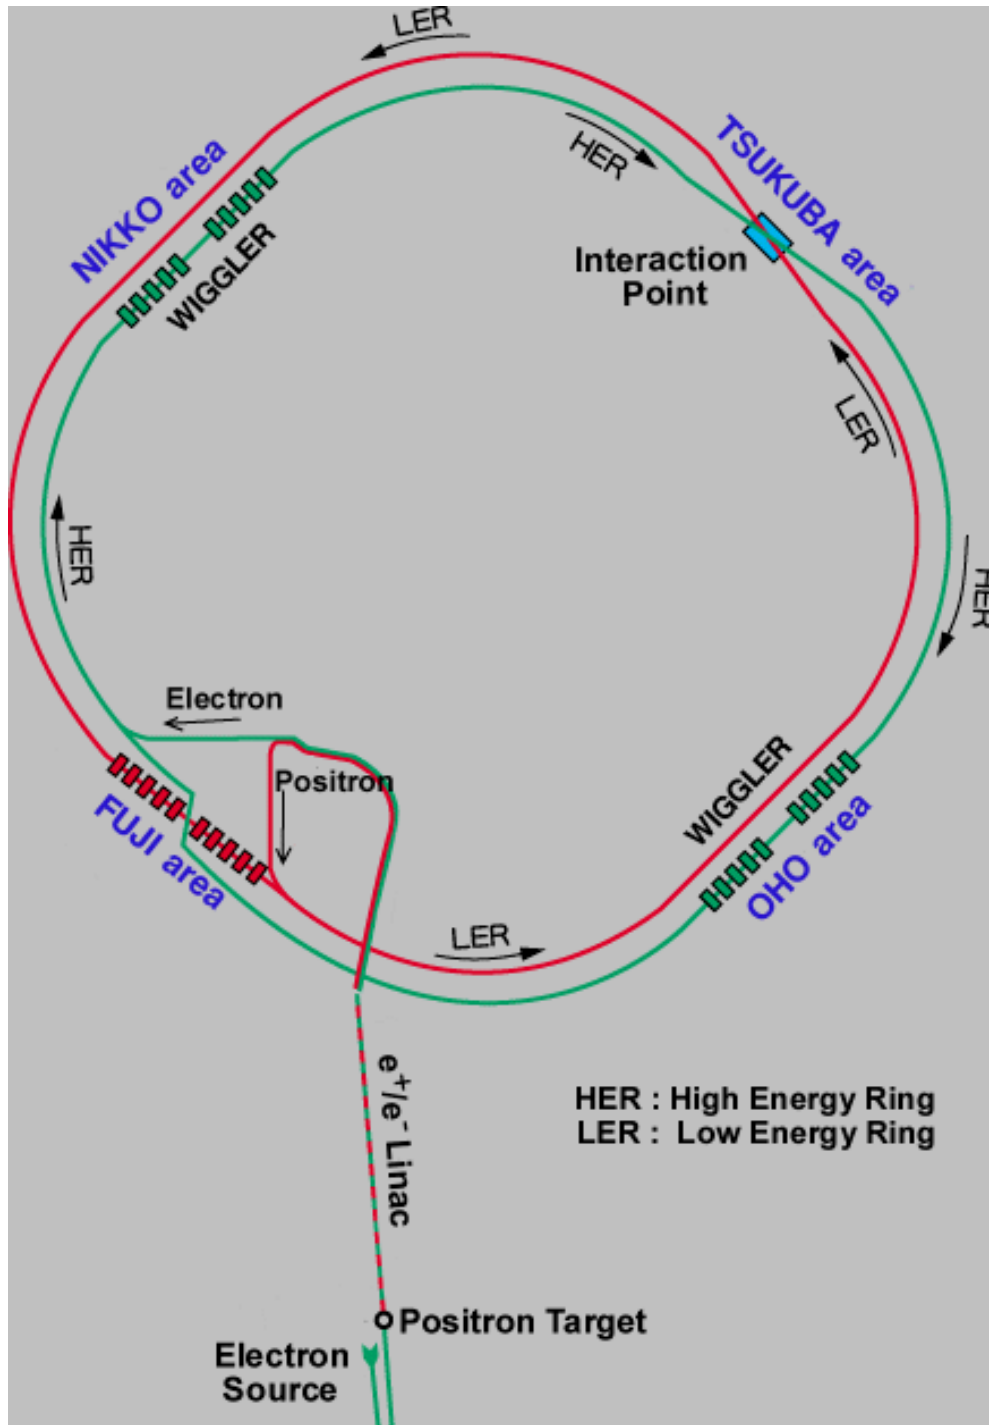 LER
HER
TSUKUBA area
NIKKO area
WIGGLER
Interaction
Point
LER
HER
HER
Electron
Positron
WIGGLER
FUJI area
OHO area
LER
e⁺/e⁻ Linac
HER : High Energy Ring
LER : Low Energy Ring
Positron Target
Electron
Source